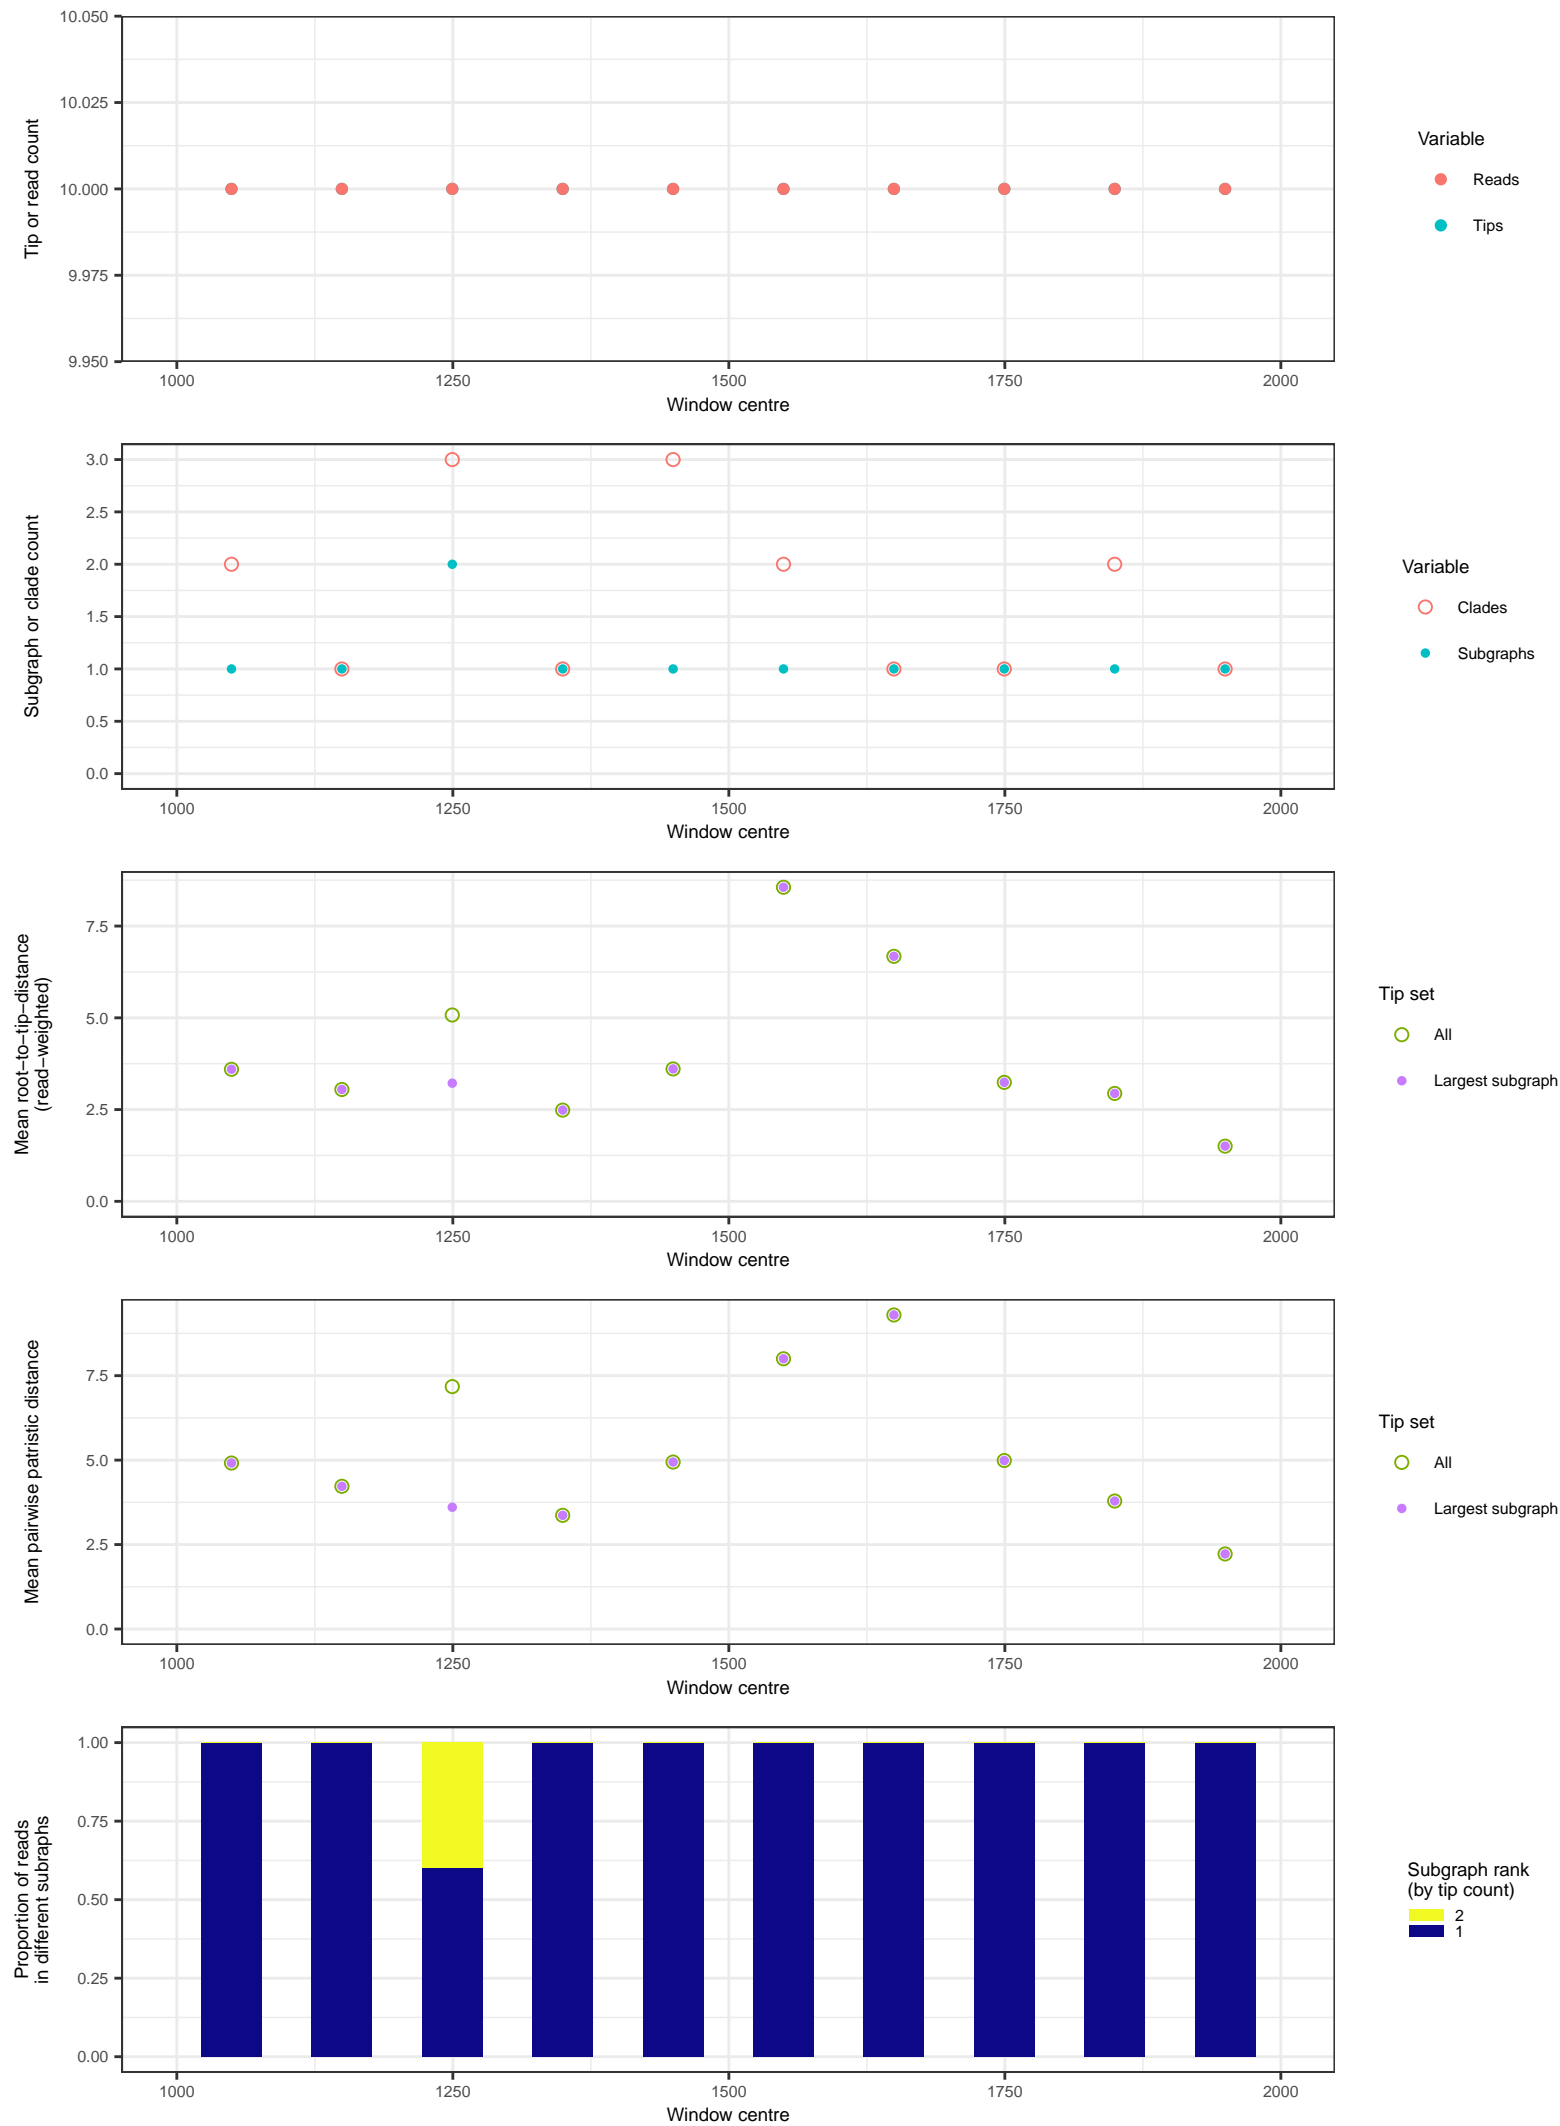 10.050
10.025
10.000
9.975
9.950
Tip or read count
1000 1250 1500 1750 2000
Window centre
Variable
Reads
Tips
3.0
2.5
2.0
1.5
1.0
0.5
0.0
Subgraph or clade count
1000 1250 1500 1750 2000
Window centre
Variable
Clades
Subgraphs
7.5
5.0
2.5
0.0
Mean root−to−tip−distance
(read−weighted)
1000 1250 1500 1750 2000
Window centre
Tip set
All
Largest subgraph
7.5
5.0
2.5
0.0
Mean pairwise patristic distance
1000 1250 1500 1750 2000
Window centre
Tip set
All
Largest subgraph
1.00
0.75
0.50
0.25
0.00
Proportion of reads
in different subraphs
1000 1250 1500 1750 2000
Window centre
Subgraph rank
(by tip count)
2
1